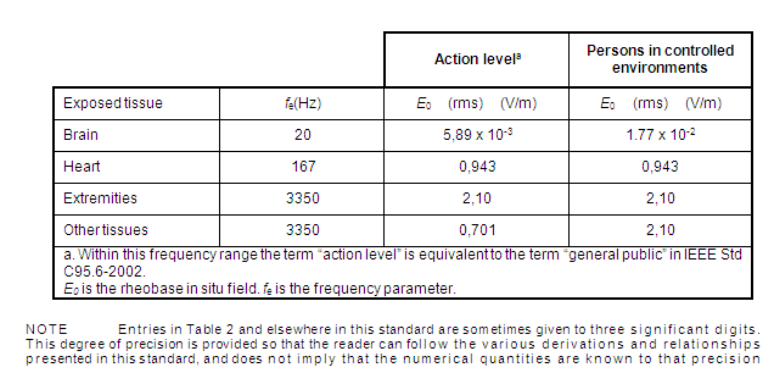 Action levelᵃ Persons in controlled environments
Exposed tissue fₑ(Hz) E₀ (rms) (V/m) E₀ (rms) (V/m)
Brain 20 5,89 x 10⁻³ 1.77 x 10⁻²
Heart 167 0,943 0,943
Extremities 3350 2,10 2,10
Other tissues 3350 0,701 2,10
a. Within this frequency range the term “action level” is equivalent to the term “general public” in IEEE Std
C95.6-2002.
E₀ is the rheobase in situ field. fₑ is the frequency parameter.
NOTE Entries in Table 2 and elsewhere in this standard are sometimes given to three significant digits.
This degree of precision is provided so that the reader can follow the various derivations and relationships
presented in this standard, and does not imply that the numerical quantities are known to that precision